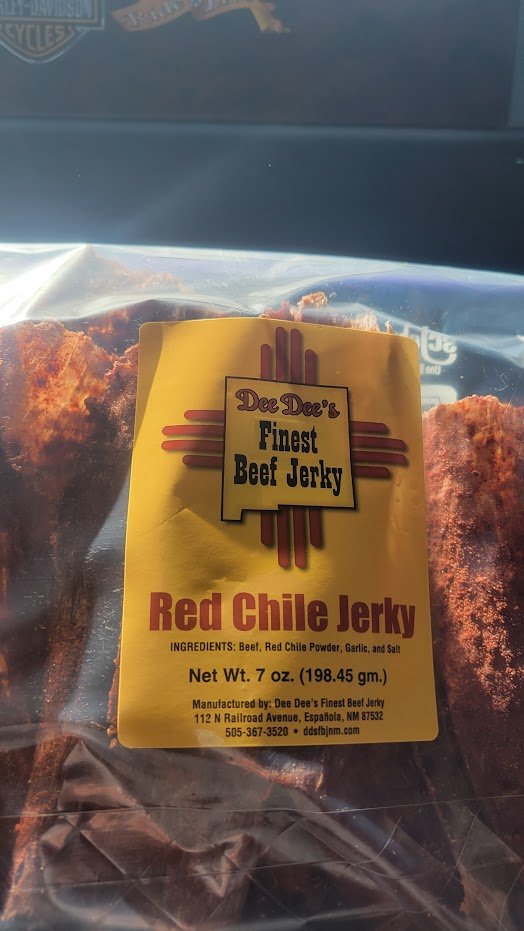 CYCLES
Dee Dee's
Finest
Beef Jerky
Red Chile Jerky
INGREDIENTS: Beef, Red Chile Powder, Garlic, and Salt
Net Wt. 7 oz. (198.45 gm.)
Manufactured by: Dee Dee's Finest Beef Jerky
112 N Railroad Avenue, Española, NM 87532
505-367-3520 • ddsfbjnm.com